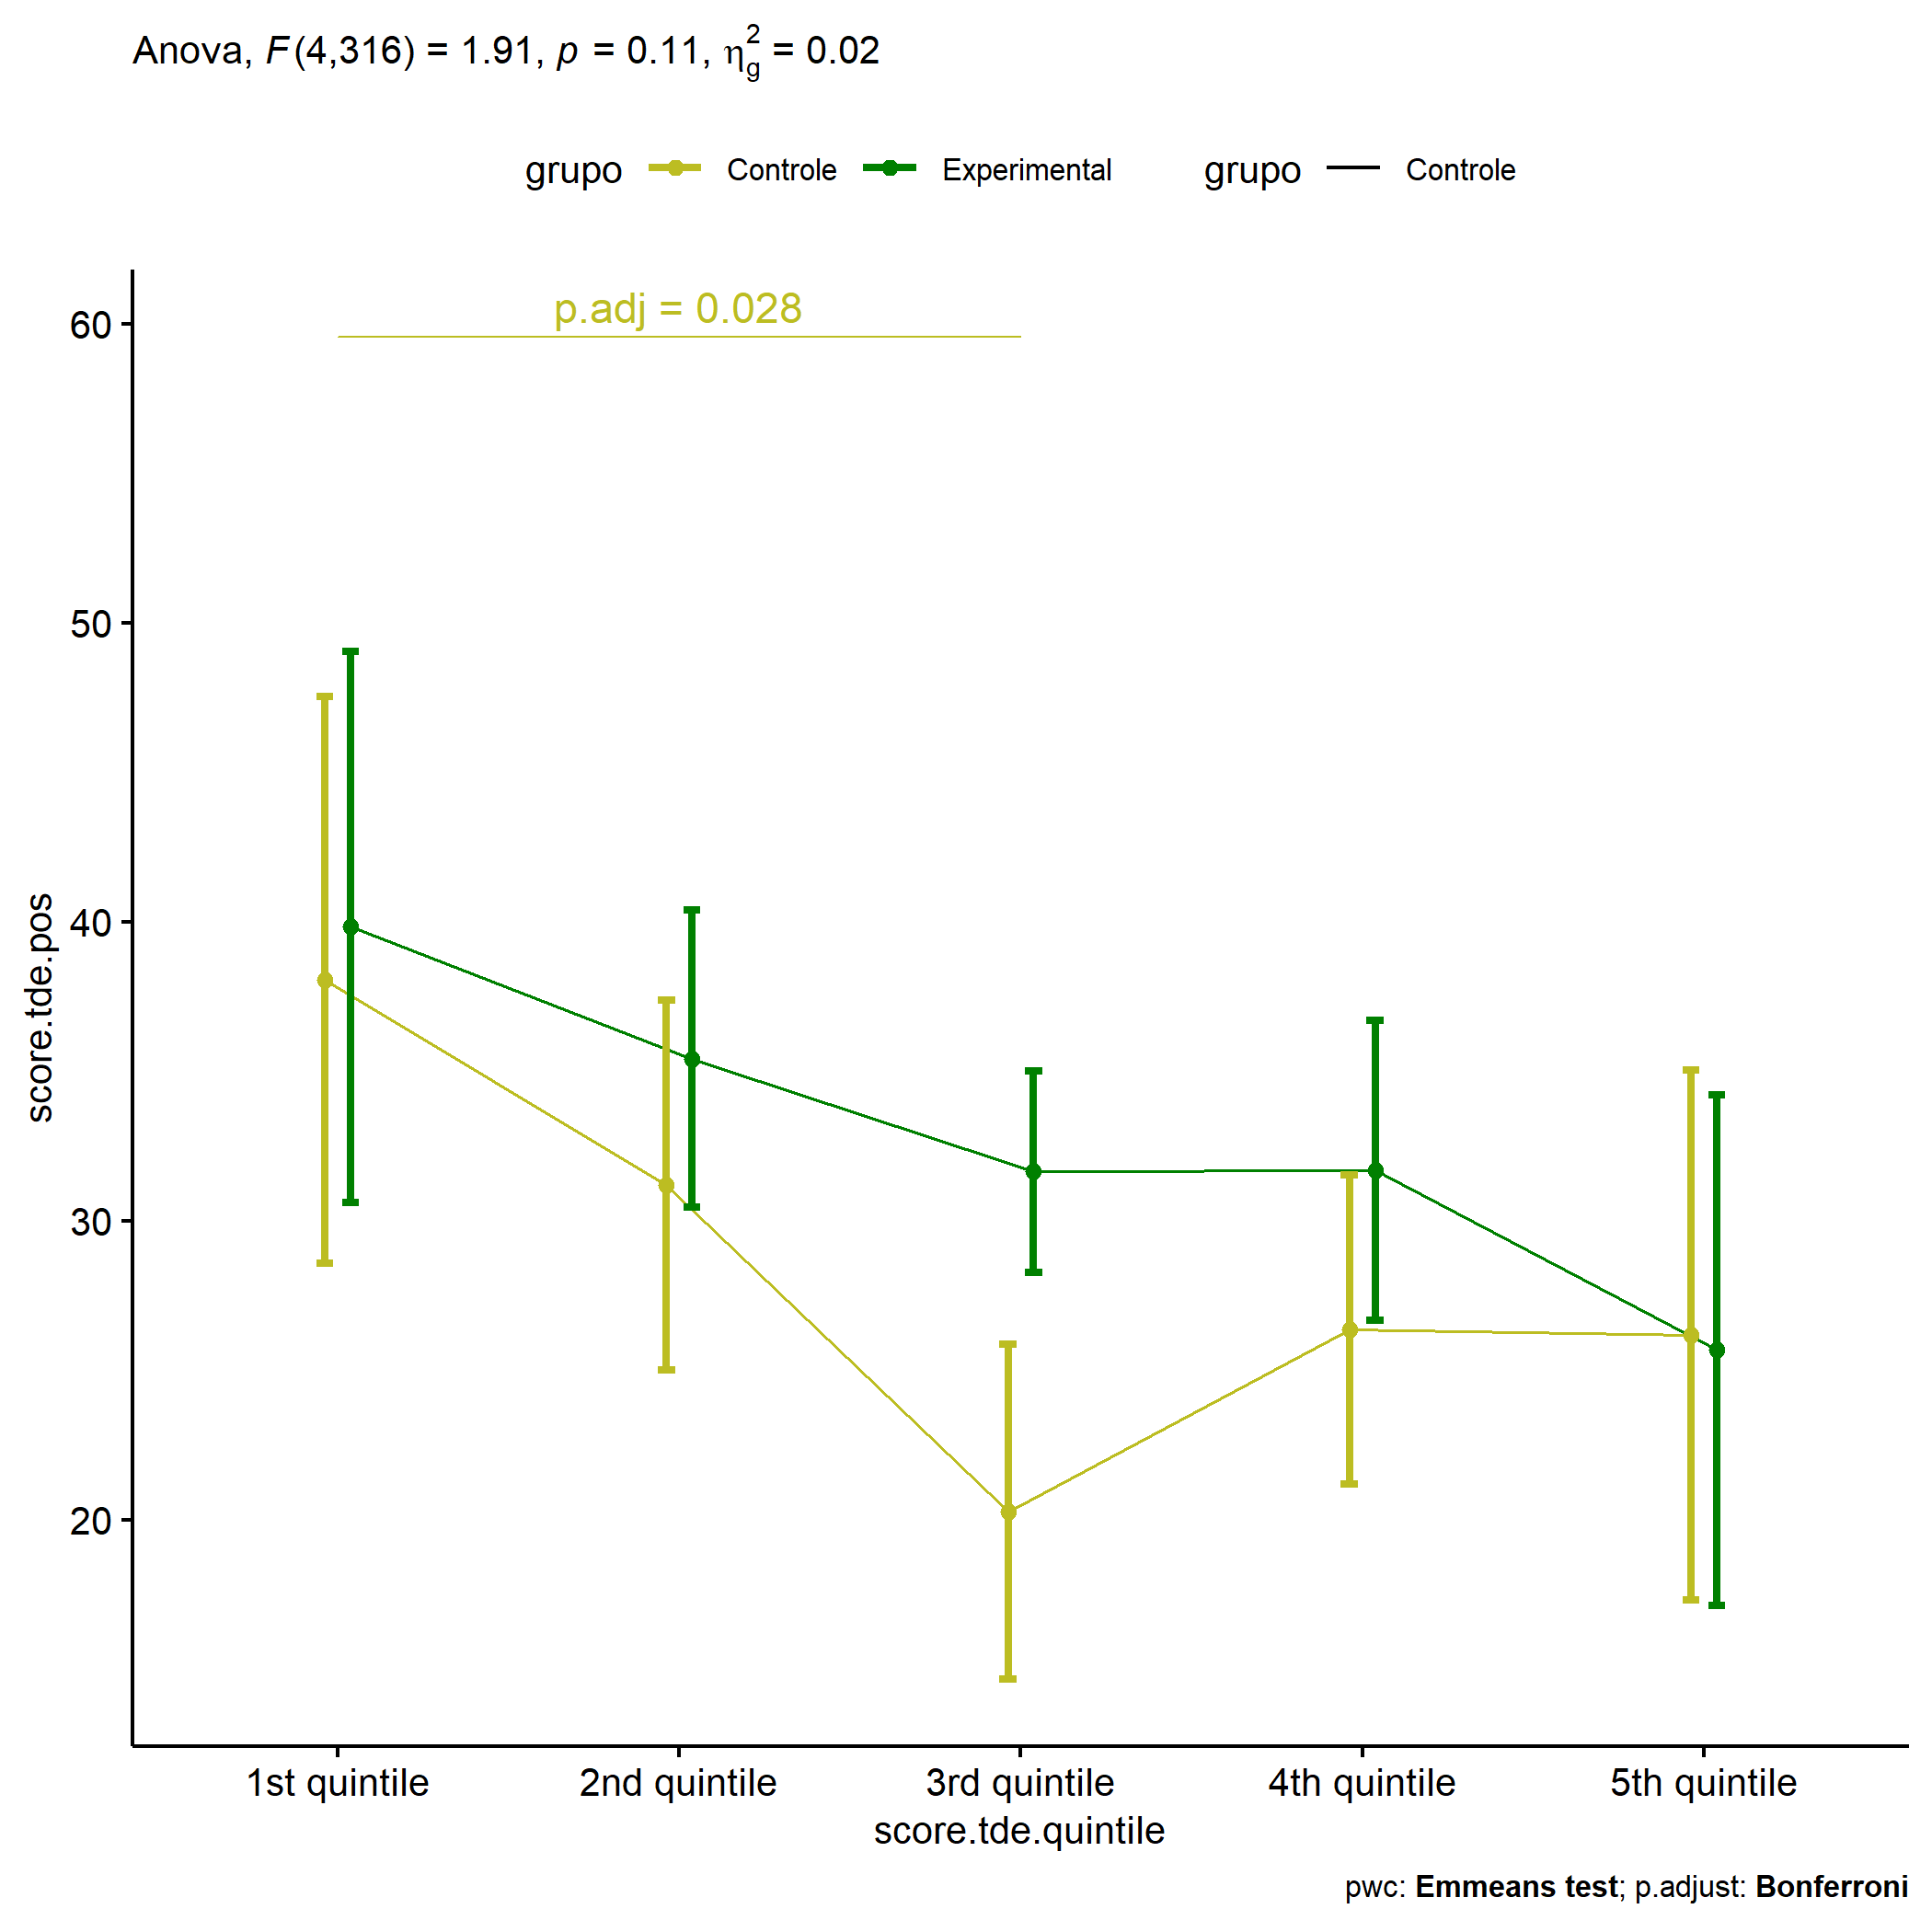 Anova, F(4,316) = 1.91, p = 0.11, η²g = 0.02
grupo Controle Experimental grupo Controle
p.adj = 0.028
60
50
40
30
20
score.tde.pos
1st quintile 2nd quintile 3rd quintile 4th quintile 5th quintile
score.tde.quintile
pwc: Emmeans test; p.adjust: Bonferroni